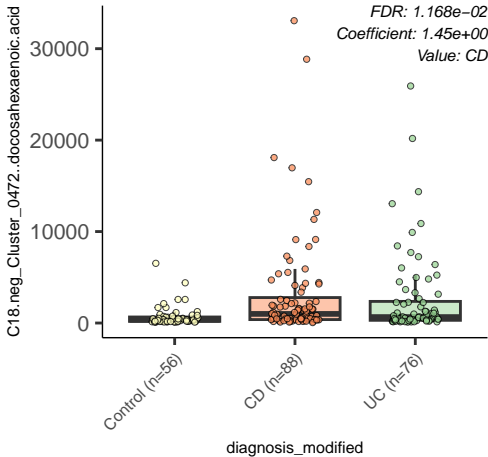 FDR: 1.168e−02
Coefficient: 1.45e+00
Value: CD
C18.neg_Cluster_0472..docosahexaenoic.acid
30000
20000
10000
0
Control (n=56)
CD (n=88)
UC (n=76)
diagnosis_modified